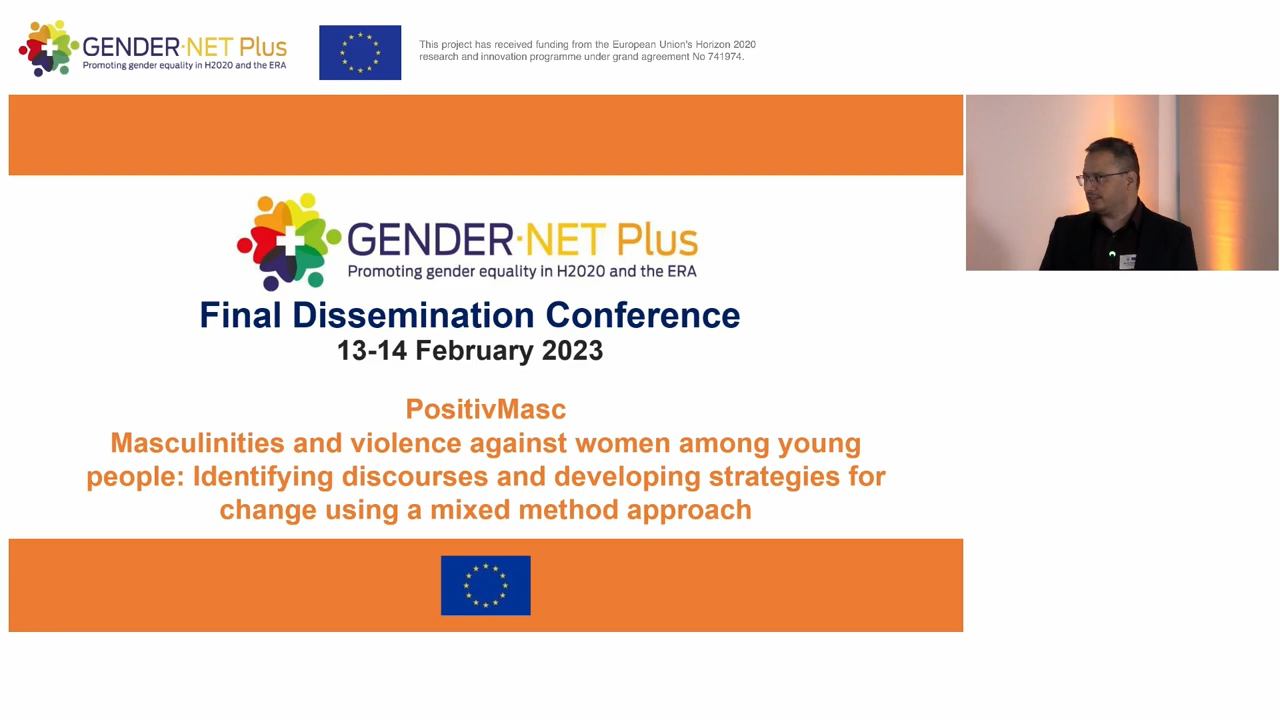 GENDER·NET Plus
Promoting gender equality in H2020 and the ERA
This project has received funding from the European Union's Horizon 2020
research and innovation programme under grand agreement No 741974.
GENDER·NET Plus
Promoting gender equality in H2020 and the ERA
Final Dissemination Conference
13-14 February 2023
PositivMasc
Masculinities and violence against women among young
people: Identifying discourses and developing strategies for
change using a mixed method approach